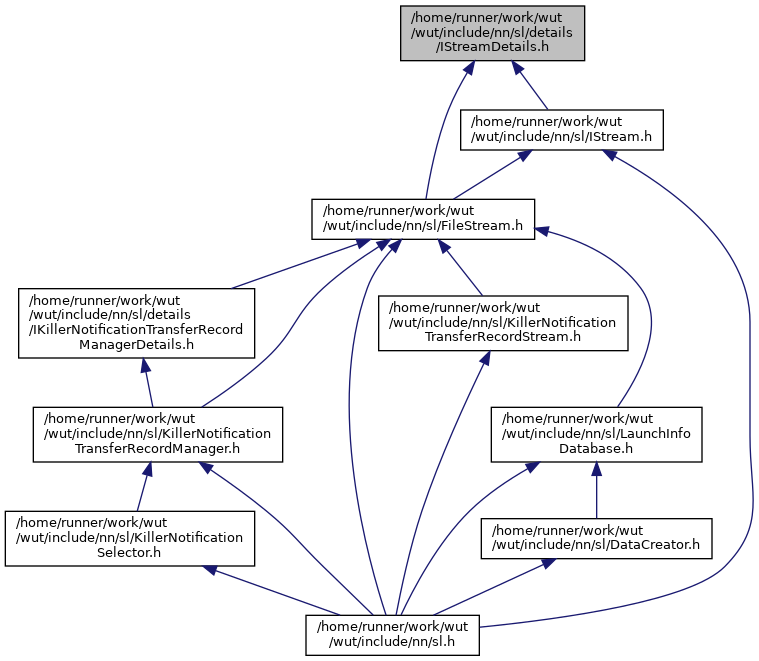 /home/runner/work/wut
/wut/include/nn/sl/details
/IStreamDetails.h
/home/runner/work/wut
/wut/include/nn/sl/IStream.h
/home/runner/work/wut
/wut/include/nn/sl/FileStream.h
/home/runner/work/wut
/wut/include/nn/sl/details
/IKillerNotificationTransferRecord
ManagerDetails.h
/home/runner/work/wut
/wut/include/nn/sl/KillerNotification
TransferRecordStream.h
/home/runner/work/wut
/wut/include/nn/sl/KillerNotification
TransferRecordManager.h
/home/runner/work/wut
/wut/include/nn/sl/LaunchInfo
Database.h
/home/runner/work/wut
/wut/include/nn/sl/KillerNotification
Selector.h
/home/runner/work/wut
/wut/include/nn/sl/DataCreator.h
/home/runner/work/wut
/wut/include/nn/sl.h